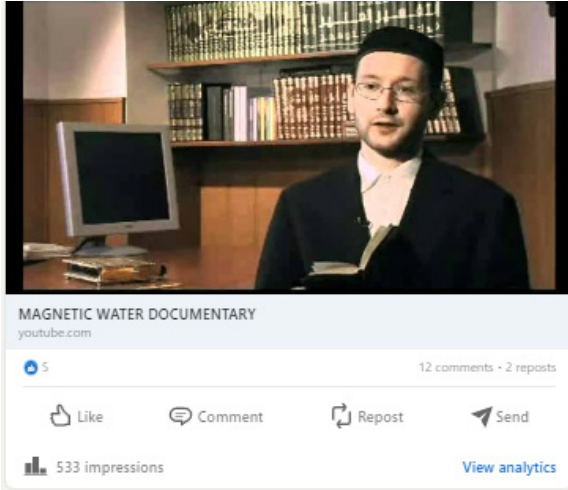 MAGNETIC WATER DOCUMENTARY
youtube.com
5
12 comments • 2 reposts
Like
Comment
Repost
Send
533 impressions
View analytics